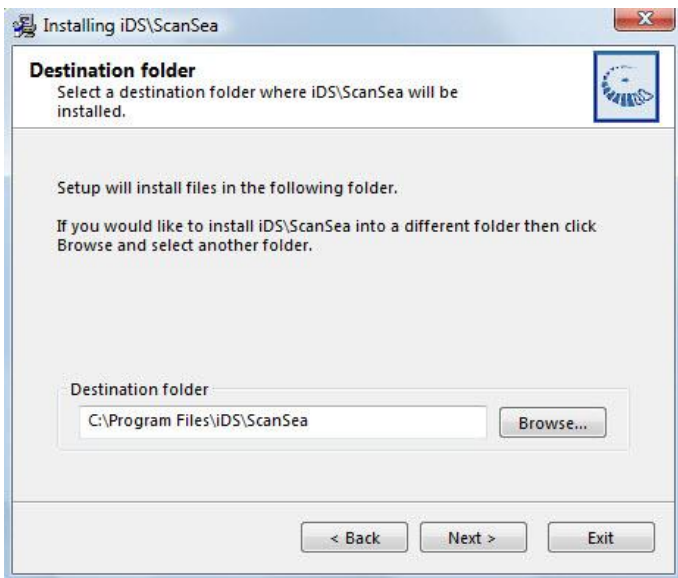 Installing iDS\ScanSea
Destination folder
Select a destination folder where iDS\ScanSea will be
installed.
Setup will install files in the following folder.
If you would like to install iDS\ScanSea into a different folder then click
Browse and select another folder.
Destination folder
C:\Program Files\iDS\ScanSea
Browse...
< Back
Next >
Exit